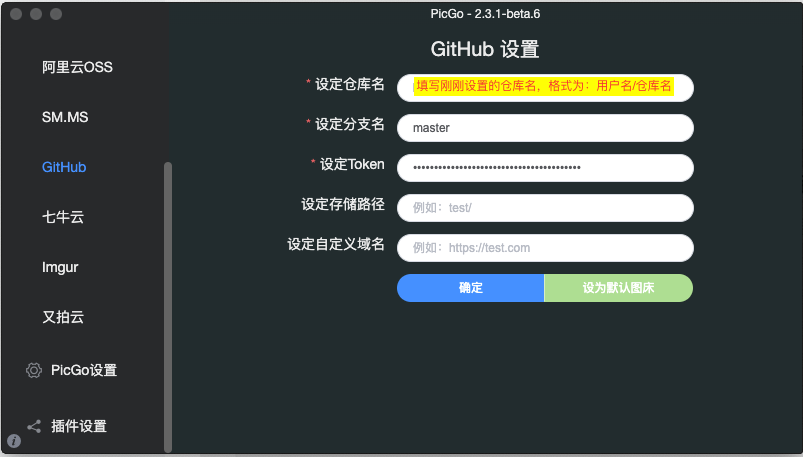 PicGo - 2.3.1-beta.6
阿里云OSS
SM.MS
GitHub
七牛云
Imgur
又拍云
PicGo设置
插件设置
GitHub 设置
* 设定仓库名
填写刚刚设置的仓库名，格式为：用户名/仓库名
* 设定分支名
master
* 设定Token
设定存储路径
例如：test/
设定自定义域名
例如：https://test.com
确定
设为默认图床